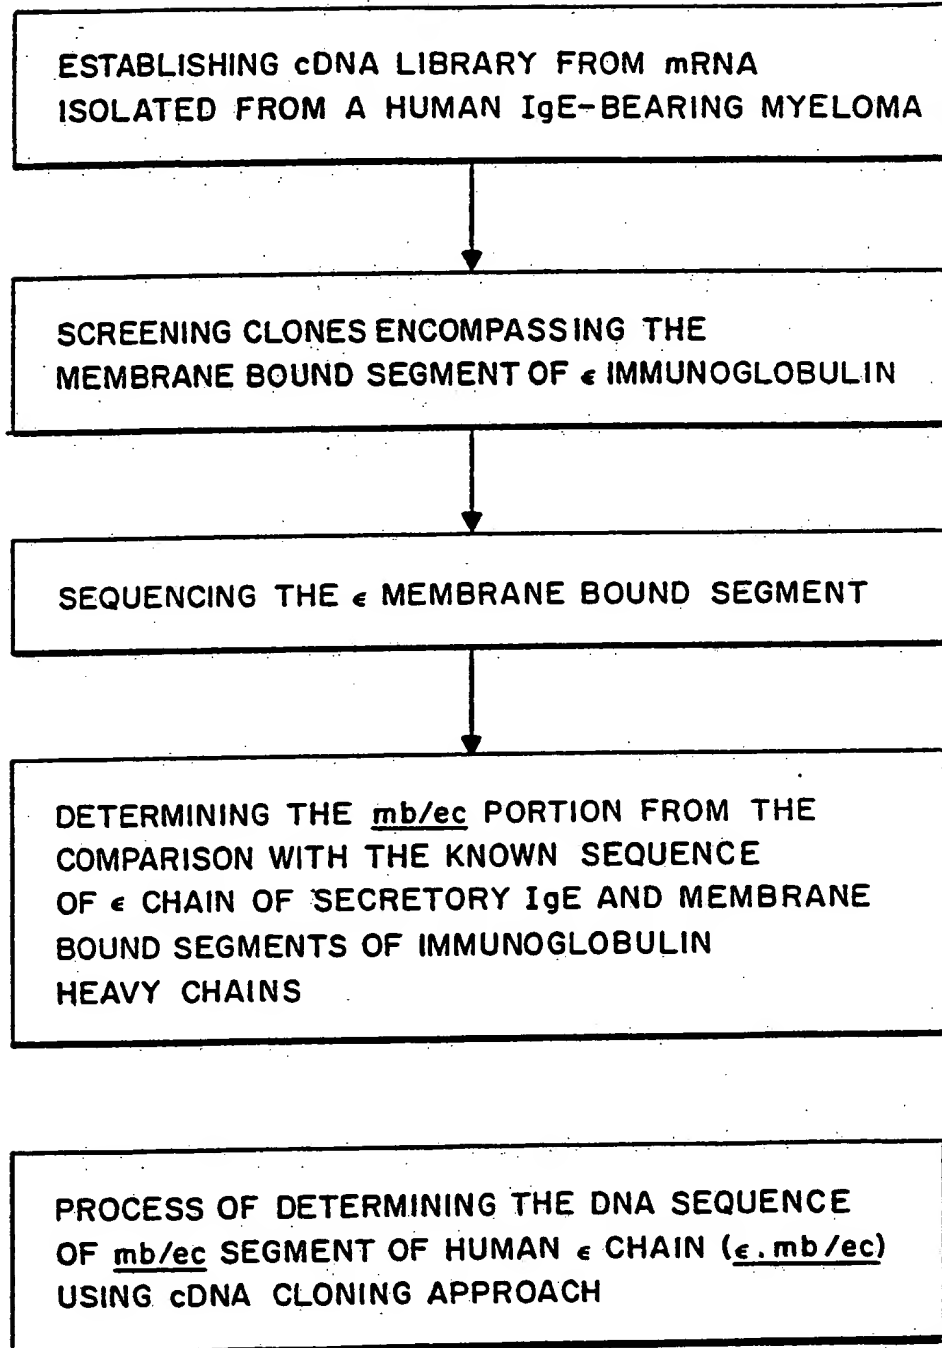 ESTABLISHING cDNA LIBRARY FROM mRNA
ISOLATED FROM A HUMAN IgE-BEARING MYELOMA
SCREENING CLONES ENCOMPASSING THE
MEMBRANE BOUND SEGMENT OF ϵ IMMUNOGLOBULIN
SEQUENCING THE ϵ MEMBRANE BOUND SEGMENT
DETERMINING THE mb/ec PORTION FROM THE
COMPARISON WITH THE KNOWN SEQUENCE
OF ϵ CHAIN OF SECRETORY IgE AND MEMBRANE
BOUND SEGMENTS OF IMMUNOGLOBULIN
HEAVY CHAINS
PROCESS OF DETERMINING THE DNA SEQUENCE
OF mb/ec SEGMENT OF HUMAN ϵ CHAIN (ϵ.mb/ec)
USING cDNA CLONING APPROACH